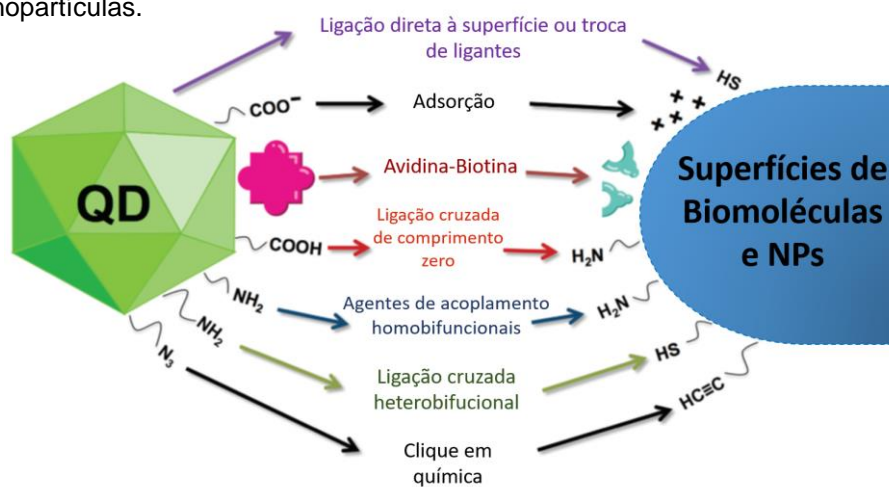 nopartículas.
Ligação direta à superfície ou troca
de ligantes
HS
COO⁻
Adsorção
Avidina-Biotina
QD
Superfícies de
Biomoléculas
e NPs
Ligação cruzada
de comprimento
zero
COOH
H₂N
NH₂
Agentes de acoplamento
homobifuncionais
H₂N
NH₂
Ligação cruzada
heterobifucional
HS
N₃
Clique em
química
HC≡C